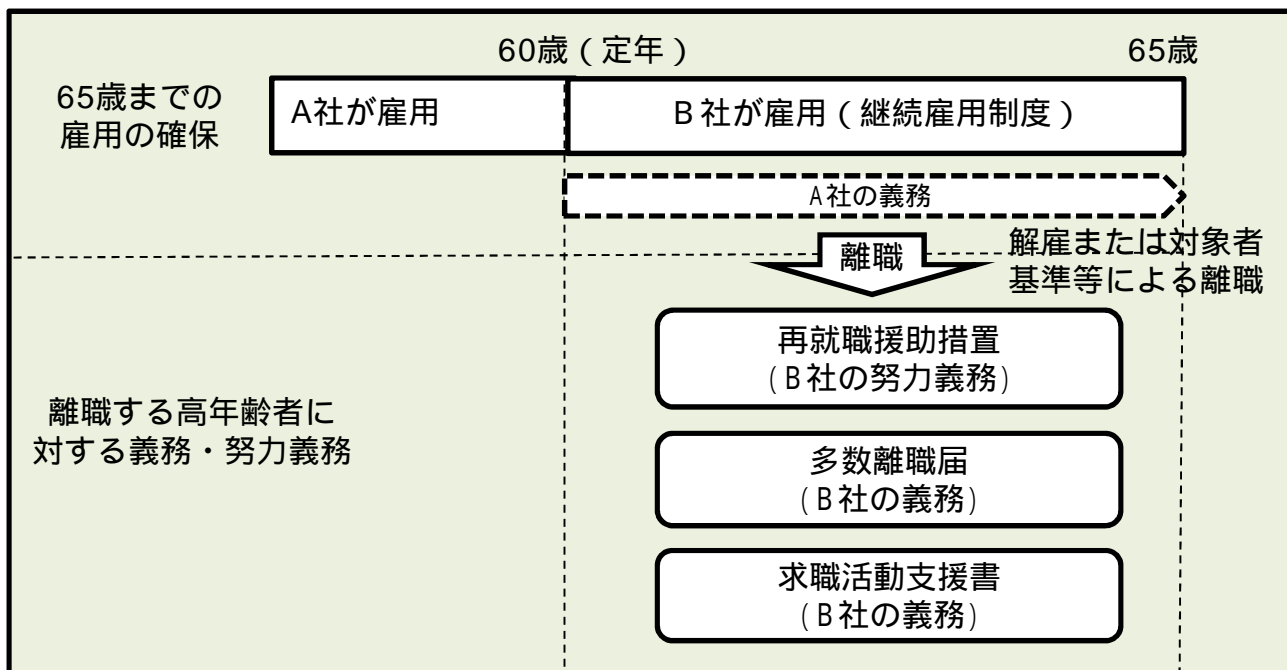 60歳(定年)
65歳
65歳までの
雇用の確保
A社が雇用
B社が雇用(継続雇用制度)
A社の義務
離職
解雇または対象者
基準等による離職
離職する高年齢者に
対する義務・努力義務
再就職援助措置
(B社の努力義務)
多数離職届
(B社の義務)
求職活動支援書
(B社の義務)